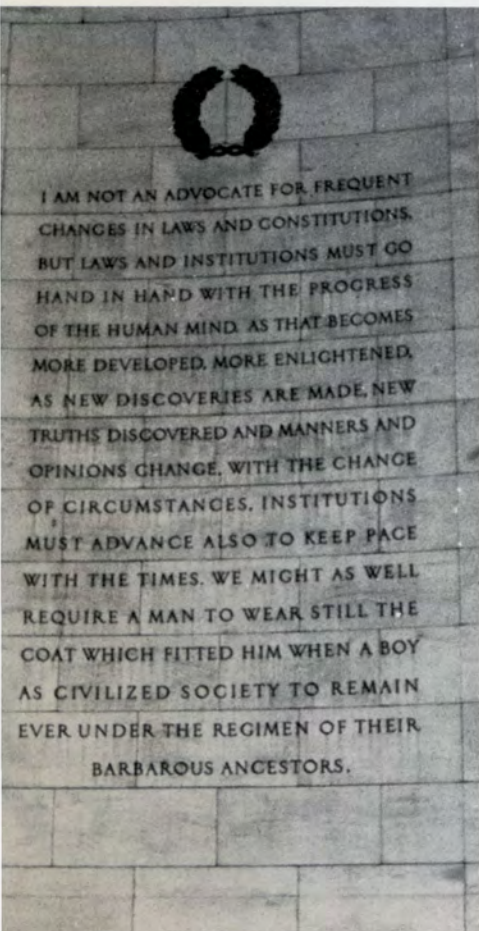 I AM NOT AN ADVOCATE FOR FREQUENT
CHANGES IN LAWS AND CONSTITUTIONS,
BUT LAWS AND INSTITUTIONS MUST GO
HAND IN HAND WITH THE PROGRESS
OF THE HUMAN MIND. AS THAT BECOMES
MORE DEVELOPED, MORE ENLIGHTENED,
AS NEW DISCOVERIES ARE MADE, NEW
TRUTHS DISCOVERED AND MANNERS AND
OPINIONS CHANGE, WITH THE CHANGE
OF CIRCUMSTANCES, INSTITUTIONS
MUST ADVANCE ALSO TO KEEP PACE
WITH THE TIMES. WE MIGHT AS WELL
REQUIRE A MAN TO WEAR STILL THE
COAT WHICH FITTED HIM WHEN A BOY
AS CIVILIZED SOCIETY TO REMAIN
EVER UNDER THE REGIMEN OF THEIR
BARBAROUS ANCESTORS.